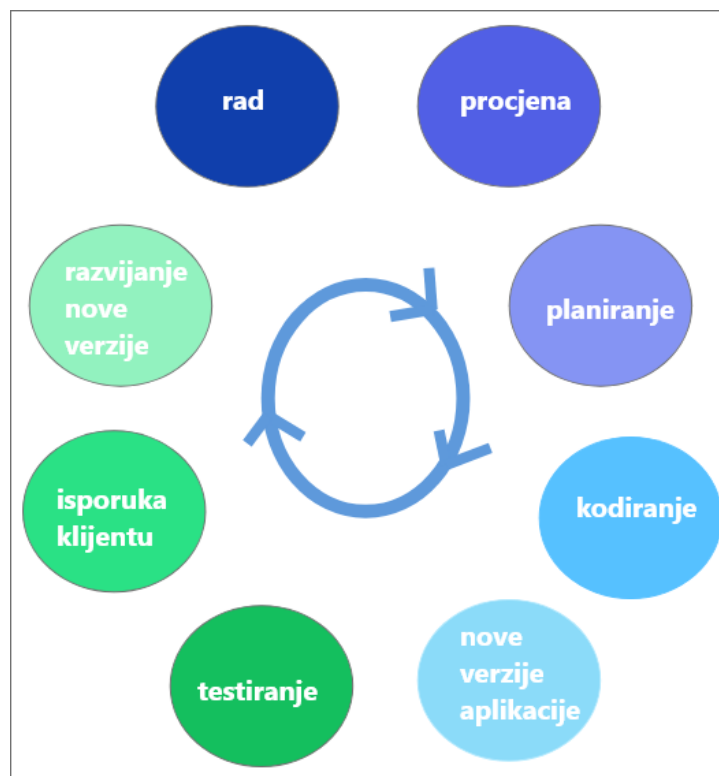 rad
procjena
planiranje
kodiranje
nove
verzije
aplikacije
testiranje
isporuka
klijentu
razvijanje
nove
verzije